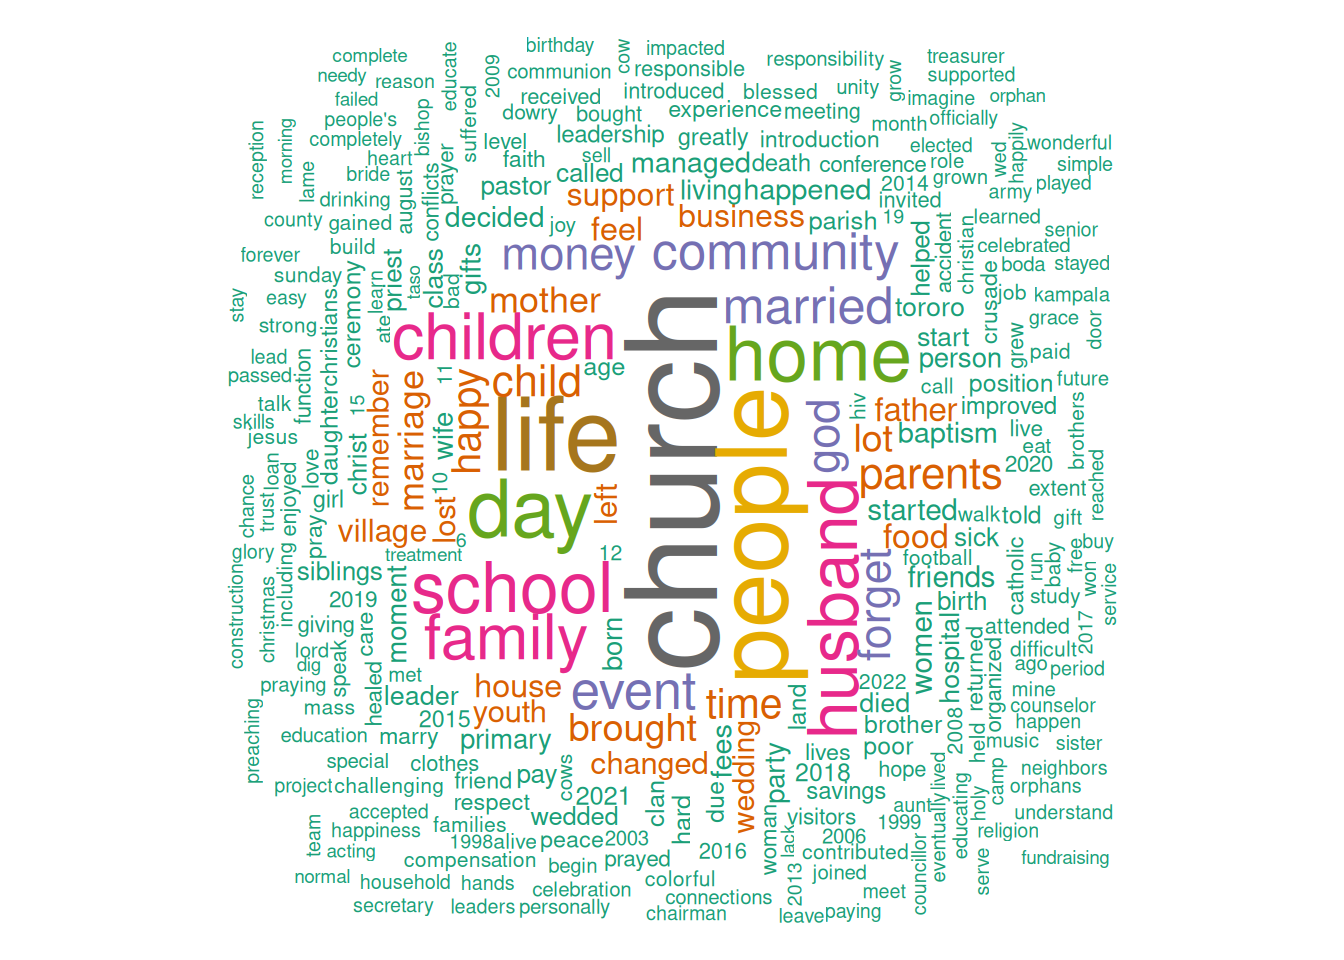 complete
birthday
cow
impacted
responsibility
treasurer
needy
reason
educate
2009
communion
responsible
supported
failed
received
introduced
blessed
unity
grow
imagine
orphan
people's
bishop
suffered
dowry
bought
experience
meeting
month
officially
reception
morning
completely
level
leadership
greatly
introduction
elected
wed
happily
wonderful
lame
heart
prayer
faith
sell
managed
death
conference
role
simple
bride
called
pastor
living
happened
2014
grown
army
played
drinking
august
conflicts
support
invited
county
gained
decided
joy
feel
business
parish
19
learned
senior
forever
build
money
community
helped
accident
christian
celebrated
sunday
learn
taso
priest
class
bad
gifts
boda
stayed
stay
easy
ceremony
mother
married
tororo
crusade
job
kampala
strong
ate
children
church
home
start
grew
grace
door
lead
christians
daughter
function
age
person
paid
passed
11
child
call
position
future
talk
15
remember
marriage
happy
life
people
god
hiv
father
improved
skills
jesus
christ
wife
lot
baptism
live
brothers
loan
love
10
parents
eat
2020
chance
trust
enjoyed
girl
lost
day
left
husband
extent
reached
pray
village
6
started
walk
told
gift
glory
treatment
12
food
sick
buy
construction
including
siblings
school
forget
football
friends
catholic
run
baby
free
won
christmas
2019
moment
birth
study
service
giving
care
family
born
women
hospital
attended
2017
lord
speak
difficult
dig
met
returned
organized
ago
period
praying
healed
leader
house
event
time
land
2022
mine
mass
youth
died
counselor
2015
brought
brother
2008
held
happen
preaching
education
marry
primary
wedding
fees
lives
poor
music
sister
special
clothes
changed
party
2018
hope
lived
camp
neighbors
project
challenging
friend
pay
cows
due
savings
orphans
respect
2021
clan
hard
aunt
eventually
educating
holy
understand
accepted
families
wedded
woman
visitors
1999
team
happiness
1998
alive
peace
2003
lack
2006
religion
acting
compensation
begin
prayed
2016
contributed
councillor
serve
fundraising
normal
household
hands
celebration
colorful
connections
2013
joined
meet
secretary
leaders
personally
chairman
leave
paying